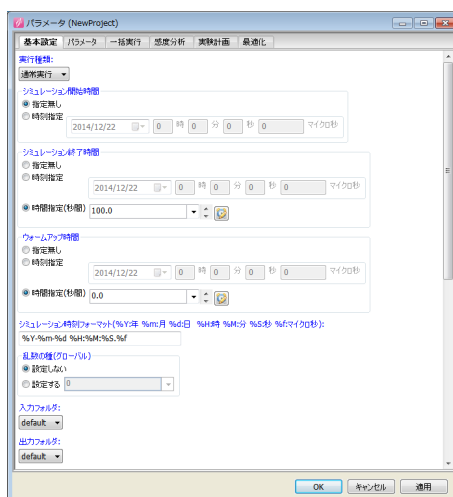 パラメータ (NewProject)
基本設定 パラメータ 一括実行 感度分析 実験計画 最適化
実行種類:
通常実行
シミュレーション開始時間
指定無し
時刻指定
2014/12/22 0 時 0 分 0 秒 0 マイクロ秒
シミュレーション終了時間
指定無し
時刻指定
2014/12/22 0 時 0 分 0 秒 0 マイクロ秒
時間指定(秒間) 100.0
ウォームアップ時間
指定無し
時刻指定
2014/12/22 0 時 0 分 0 秒 0 マイクロ秒
時間指定(秒間) 0.0
シミュレーション時刻フォーマット(%Y:年 %m:月 %d:日 %H:時 %M:分 %S:秒 %f:マイクロ秒):
%Y-%m-%d %H:%M:%S.%f
乱数の種(グローバル)
設定しない
設定する 0
入力フォルダ:
default
出力フォルダ:
default
OK キャンセル 適用